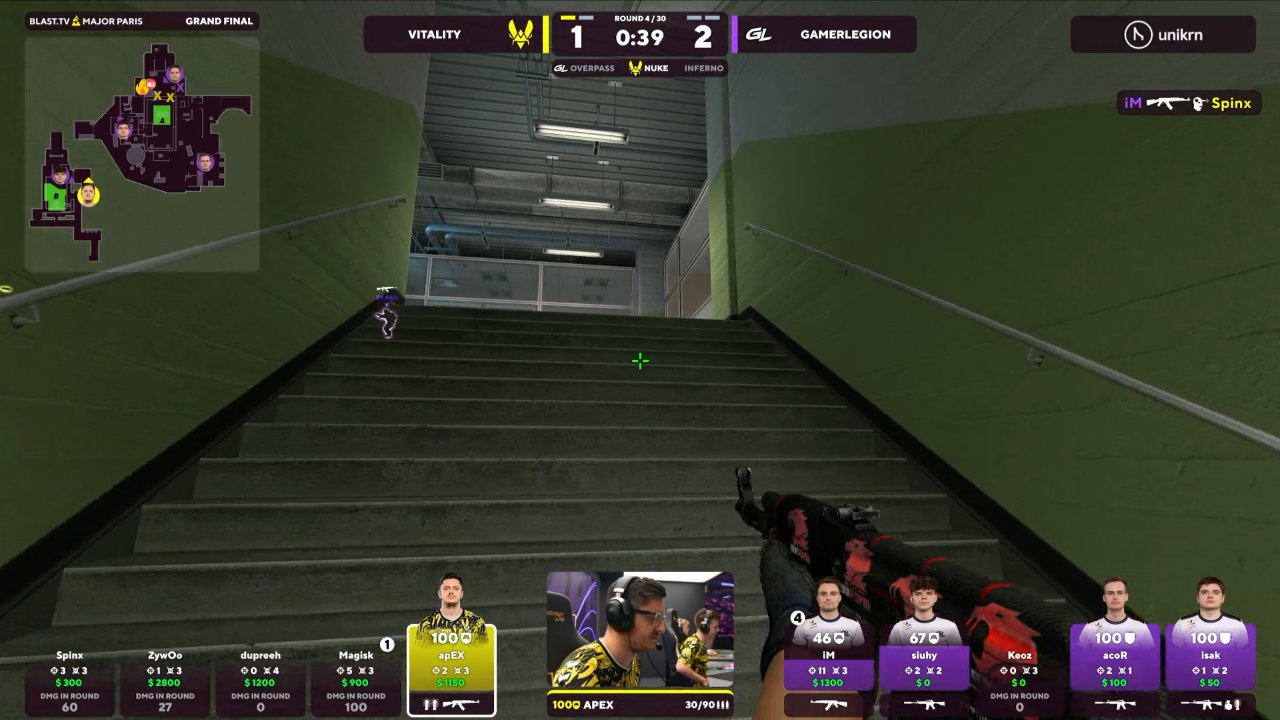 BLAST.TV MAJOR PARIS GRAND FINAL
VITALITY 1 ROUND 4 / 30 0:39 2 GL GAMERLEGION
GL OVERPASS NUKE INFERNO
unikrn
iM Spinx
A
B
1
Spinx
3 3
$300
DMG IN ROUND
60
ZywOo
1 3
$2800
DMG IN ROUND
27
dupreeh
0 4
$1200
DMG IN ROUND
0
Magisk
5 3
$900
DMG IN ROUND
100
100
apEX
2 3
$1150
100 APEX 30/90
4
46
iM
11 3
$1300
67
siuhy
2 2
$0
Keoz
0 3
$0
DMG IN ROUND
0
100
acoR
2 1
$100
100
isak
1 2
$50